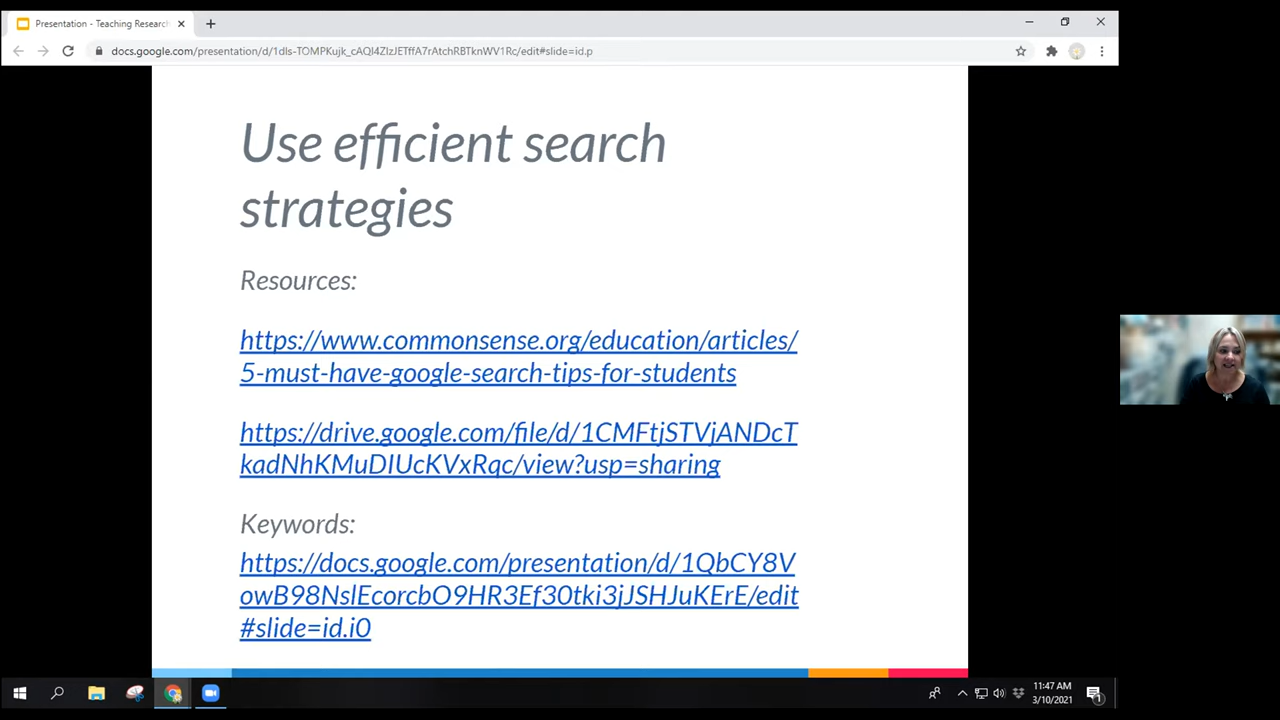 Presentation - Teaching Research
docs.google.com/presentation/d/1dls-TOMPKujk_cAQI4ZIzJETffA7rAtchRBTknWV1Rc/edit#slide=id.p
Use efficient search
strategies
Resources:
https://www.commonsense.org/education/articles/
5-must-have-google-search-tips-for-students
https://drive.google.com/file/d/1CMFtjSTVjANDcT
kadNhKMuDIUcKVxRqc/view?usp=sharing
Keywords:
https://docs.google.com/presentation/d/1QbCY8V
owB98NslEcorcbO9HR3Ef30tki3jJSHJuKErE/edit
#slide=id.i0
11:47 AM
3/10/2021
1